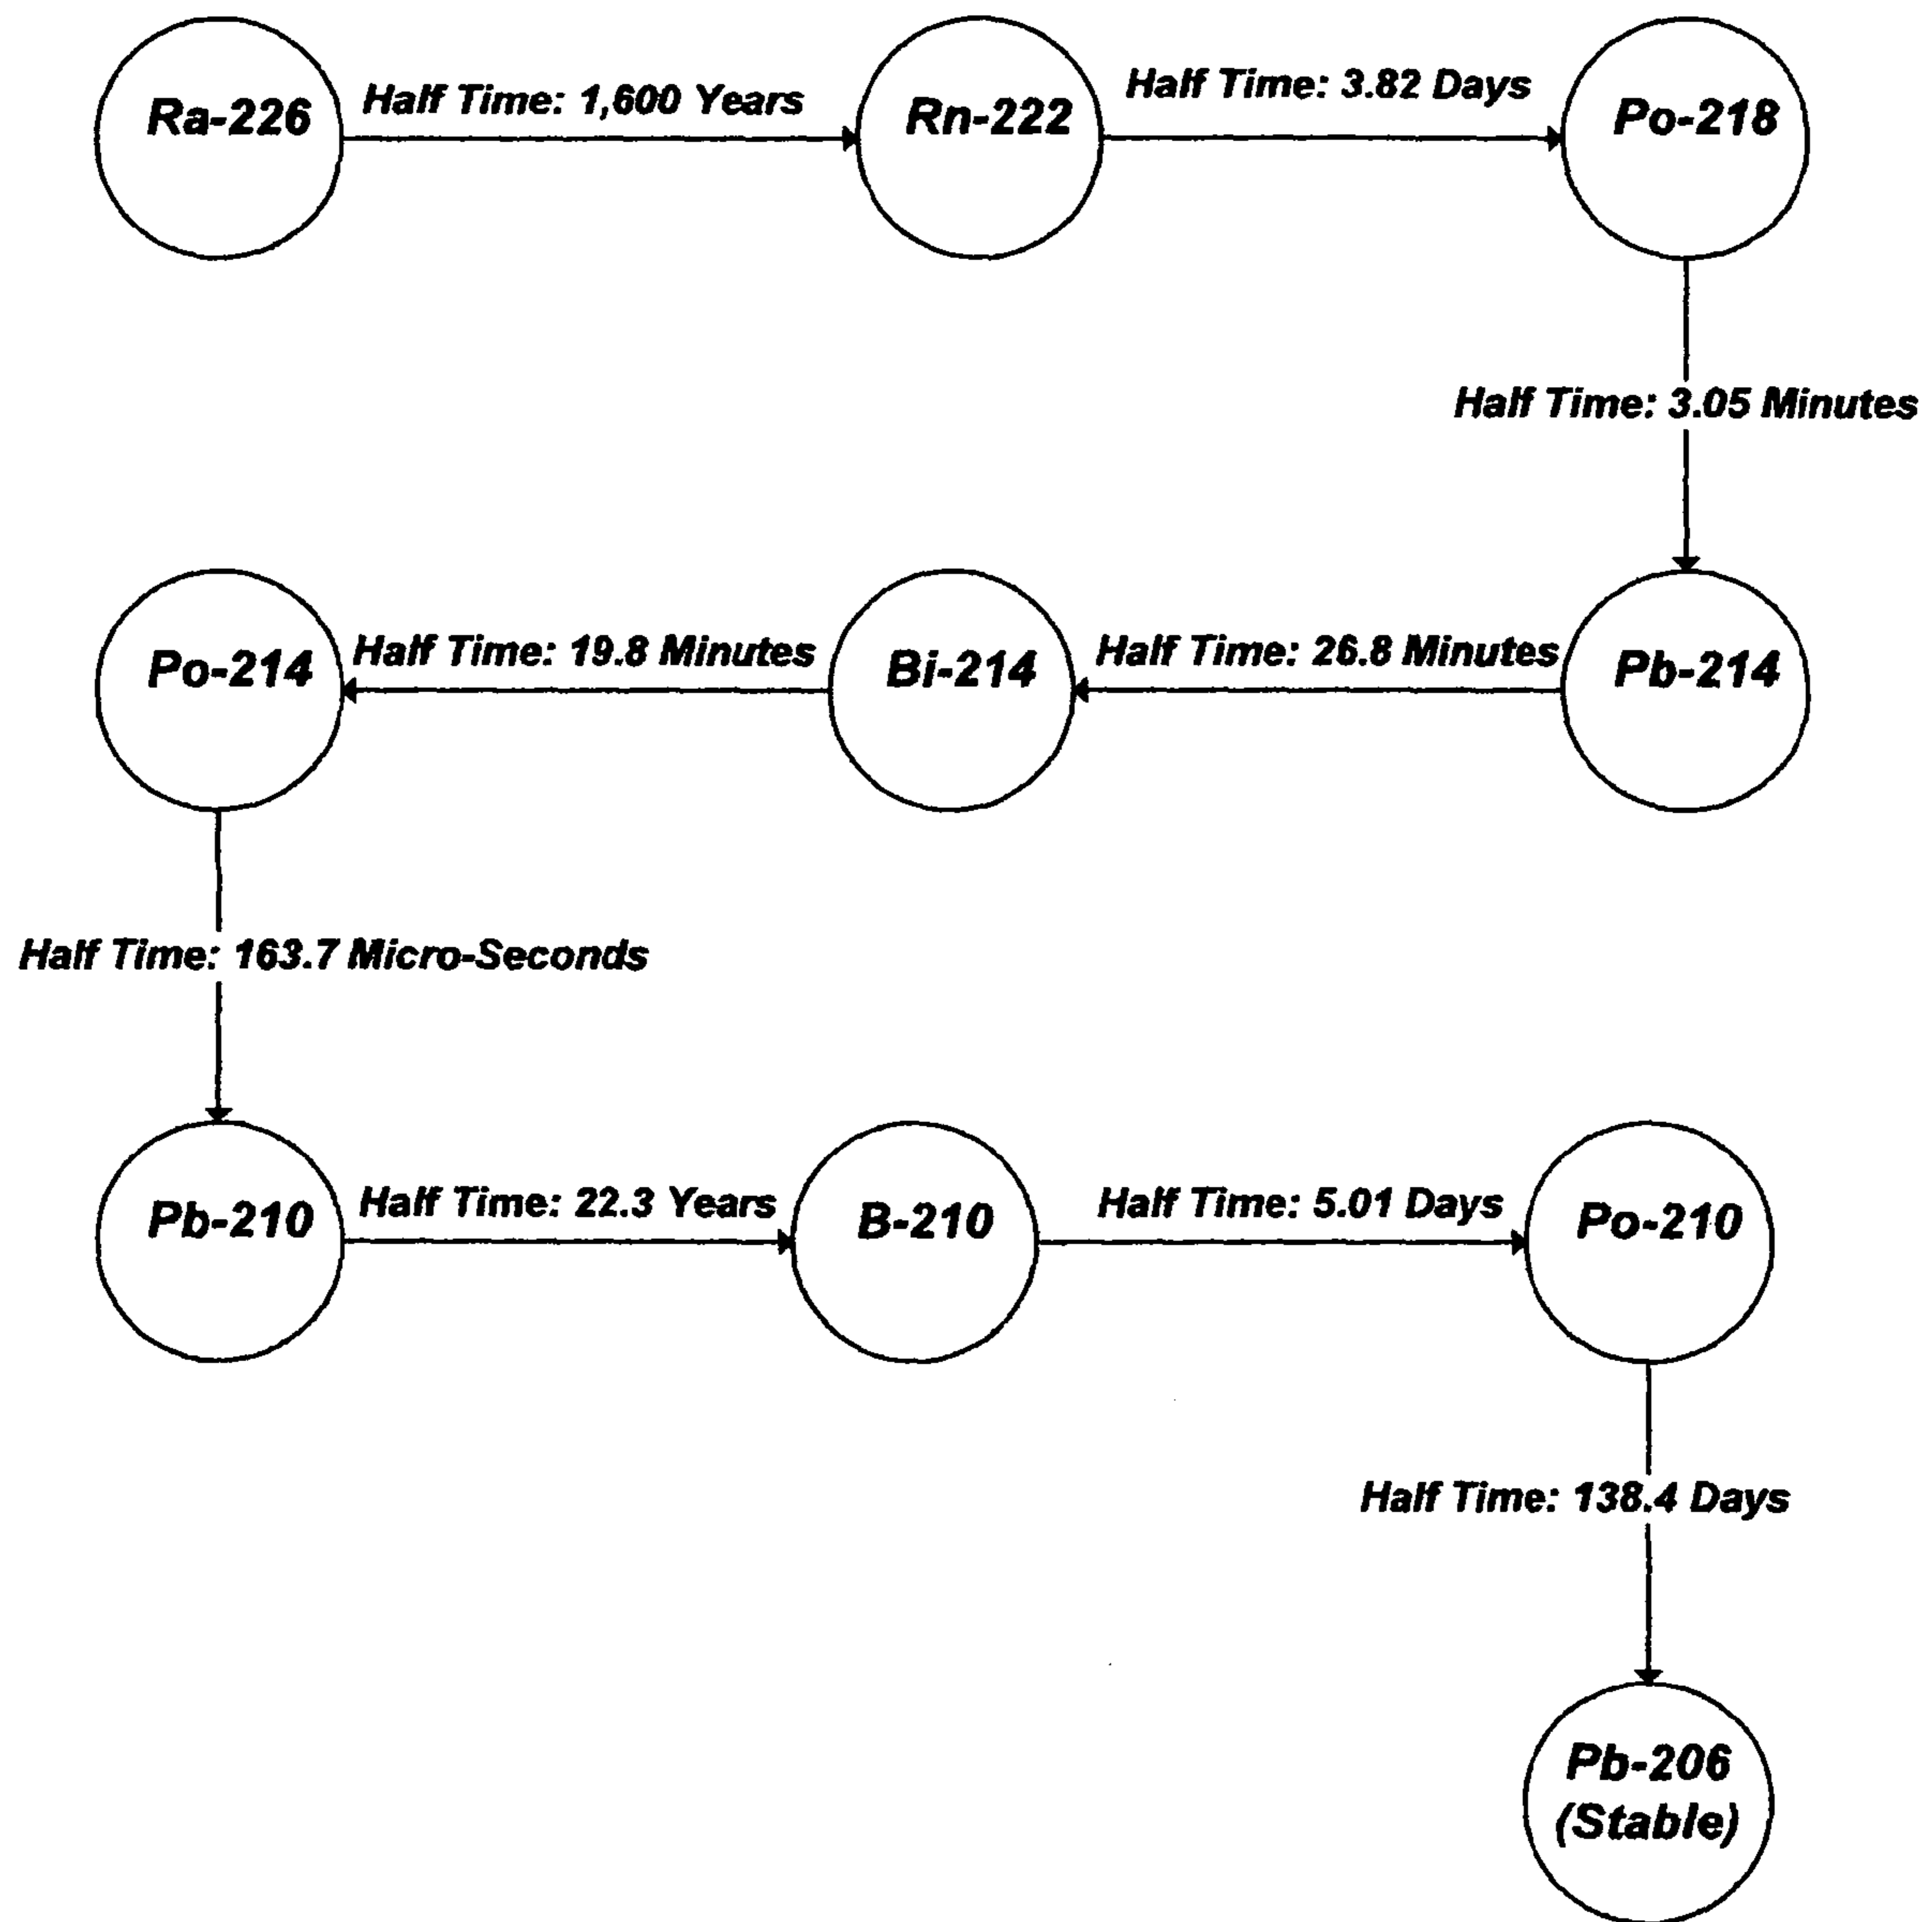 Ra-226
Half Time: 1,600 Years
Rn-222
Half Time: 3.82 Days
Po-218
Half Time: 3.05 Minutes
Pb-214
Half Time: 26.8 Minutes
Bi-214
Half Time: 19.8 Minutes
Po-214
Half Time: 163.7 Micro-Seconds
Pb-210
Half Time: 22.3 Years
B-210
Half Time: 5.01 Days
Po-210
Half Time: 138.4 Days
Pb-206
(Stable)